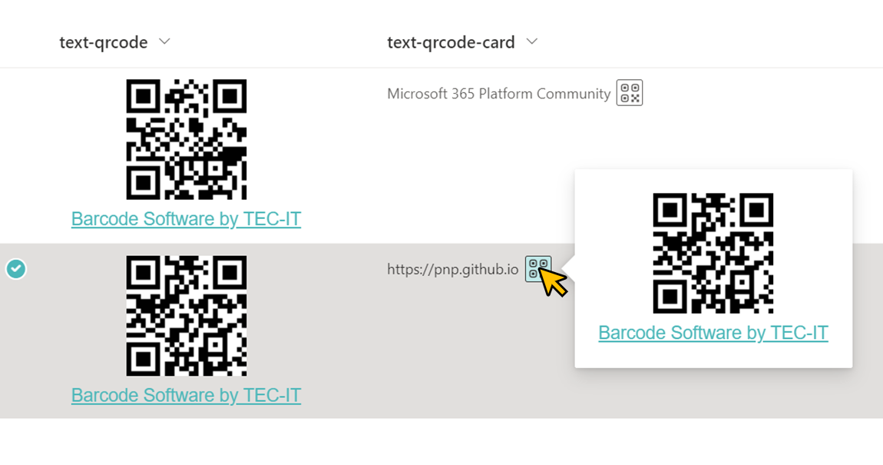 text-qrcode
text-qrcode-card
Microsoft 365 Platform Community
Barcode Software by TEC-IT
https://pnp.github.io
Barcode Software by TEC-IT
Barcode Software by TEC-IT